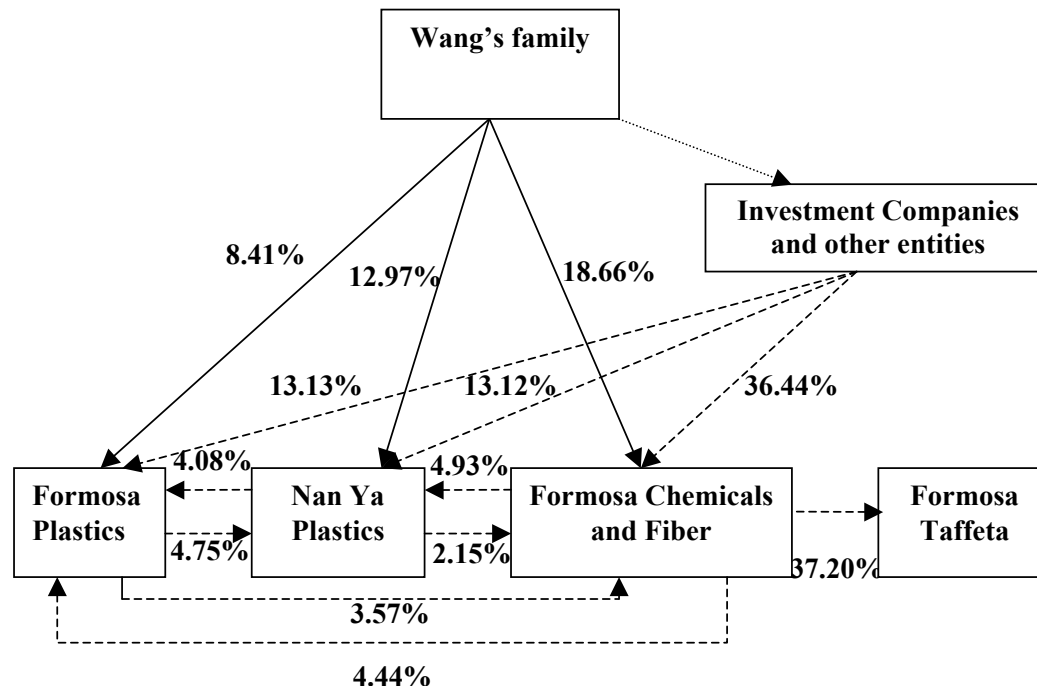 Wang’s family
Investment Companies
and other entities
8.41%
12.97%
18.66%
13.13%
13.12%
36.44%
4.08%
4.93%
Formosa
Plastics
Nan Ya
Plastics
Formosa Chemicals
and Fiber
Formosa
Taffeta
4.75%
2.15%
37.20%
3.57%
4.44%